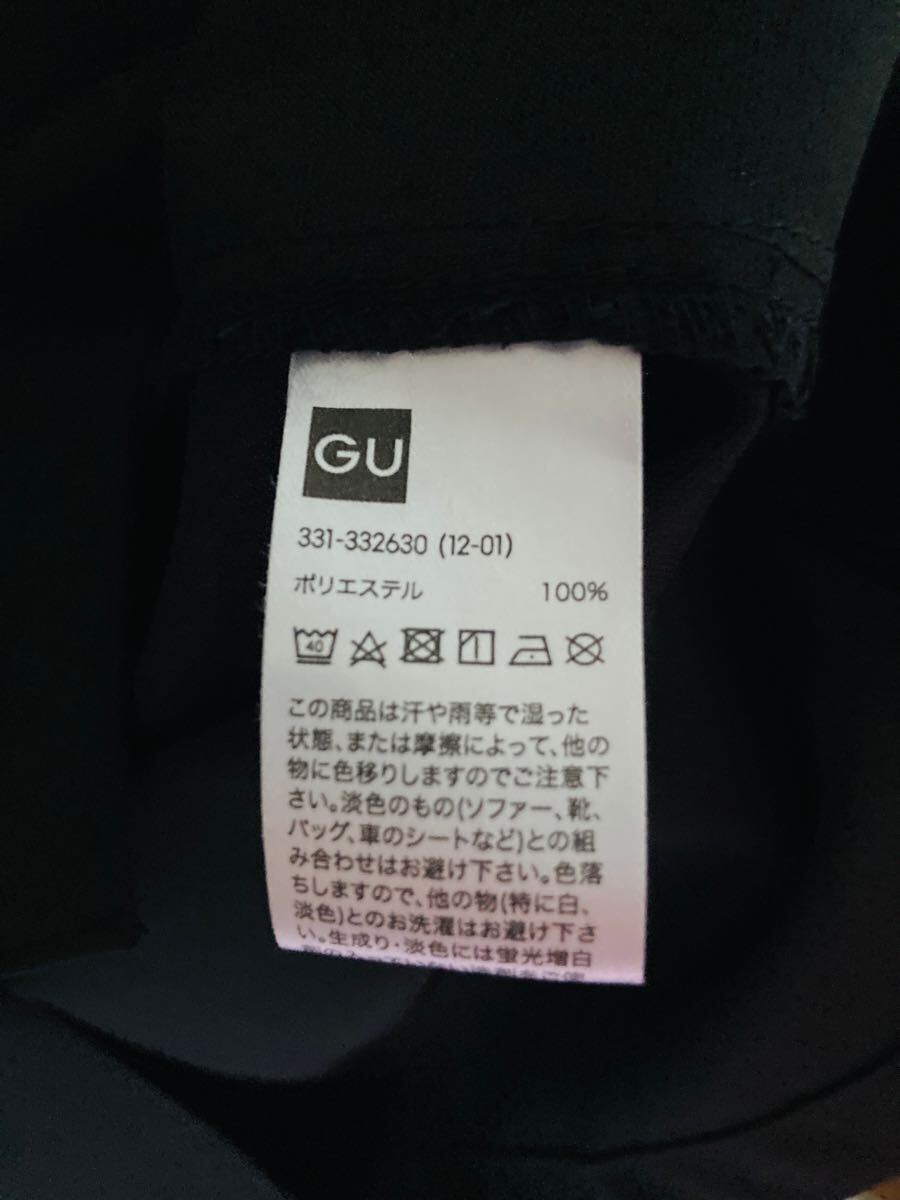 GU
331-332630 (12-01)
ポリエステル 100%
40
この商品は汗や雨等で湿った
状態、または摩擦によって、他の
物に色移りしますのでご注意下
さい。淡色のもの(ソファー、靴、
バッグ、車のシートなど)との組
み合わせはお避け下さい。色落
ちしますので、他の物(特に白、
淡色)とのお洗濯はお避け下さ
い。生成り・淡色には蛍光増白